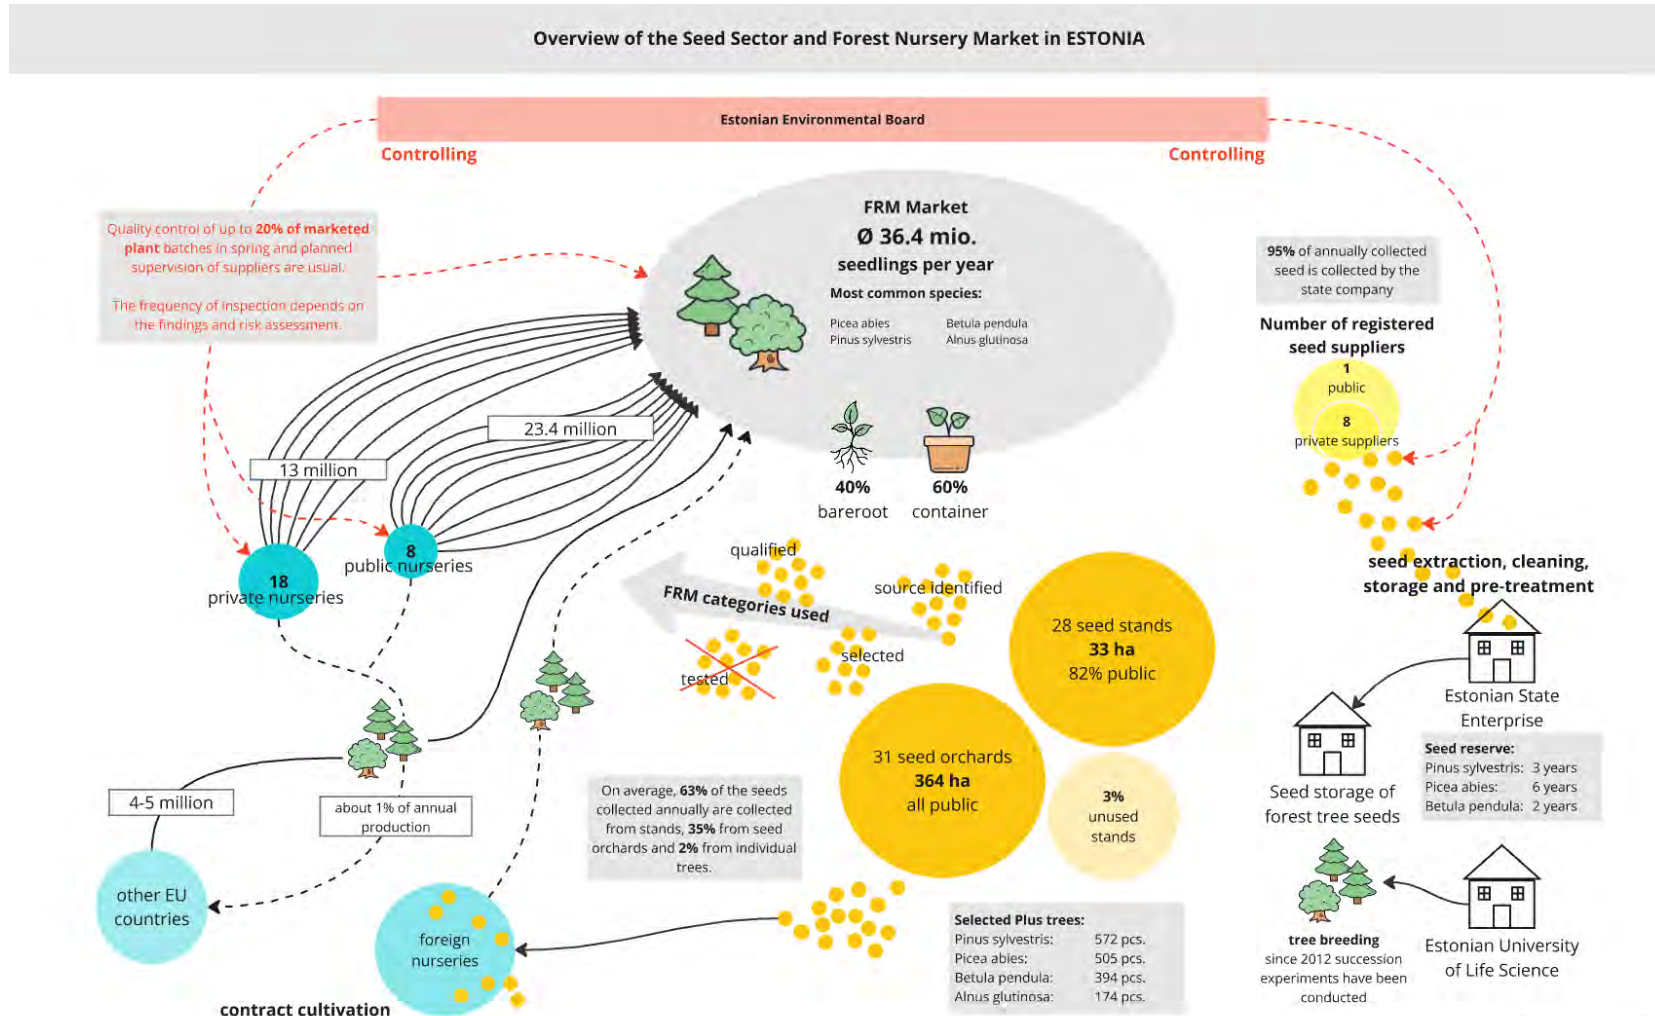 Overview of the Seed Sector and Forest Nursery Market in ESTONIA
Estonian Environmental Board
Controlling
Controlling
Quality control of up to 20% of marketed
plant batches in spring and planned
supervision of suppliers are usual.
The frequency of inspection depends on
the findings and risk assessment.
FRM Market
Ø 36.4 mio.
seedlings per year
Most common species:
Picea abies
Betula pendula
Pinus sylvestris
Alnus glutinosa
40%
bareroot
60%
container
23.4 million
13 million
18
private nurseries
8
public nurseries
95% of annually collected
seed is collected by the
state company
Number of registered
seed suppliers
1
public
8
private suppliers
seed extraction, cleaning,
storage and pre-treatment
Estonian State
Enterprise
Seed storage of
forest tree seeds
Seed reserve:
Pinus sylvestris: 3 years
Picea abies: 6 years
Betula pendula: 2 years
tree breeding
since 2012 succession
experiments have been
conducted
Estonian University
of Life Science
qualified
source identified
FRM categories used
selected
tested
28 seed stands
33 ha
82% public
31 seed orchards
364 ha
all public
3%
unused
stands
On average, 63% of the seeds
collected annually are collected
from stands, 35% from seed
orchards and 2% from individual
trees.
Selected Plus trees:
Pinus sylvestris: 572 pcs.
Picea abies: 505 pcs.
Betula pendula: 394 pcs.
Alnus glutinosa: 174 pcs.
4-5 million
about 1% of annual
production
other EU
countries
foreign
nurseries
contract cultivation